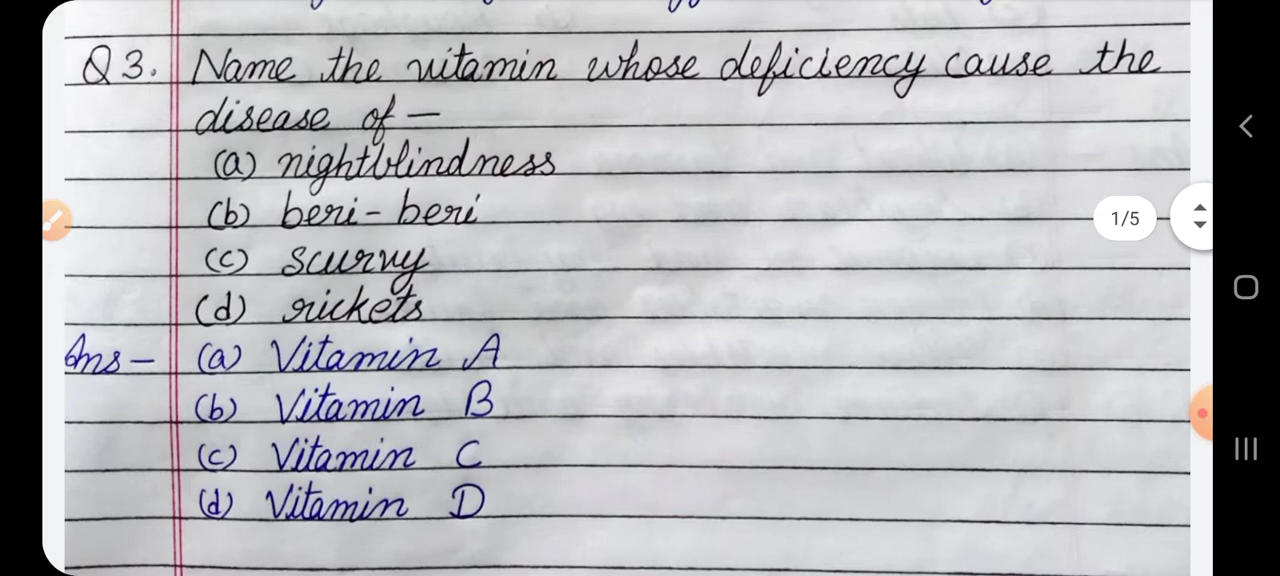 Q3. Name the vitamin whose deficiency cause the
disease of —
(a) nightblindness
(b) beri-beri
(c) scurvy
(d) rickets
Ans - (a) Vitamin A
(b) Vitamin B
(c) Vitamin C
(d) Vitamin D
1/5